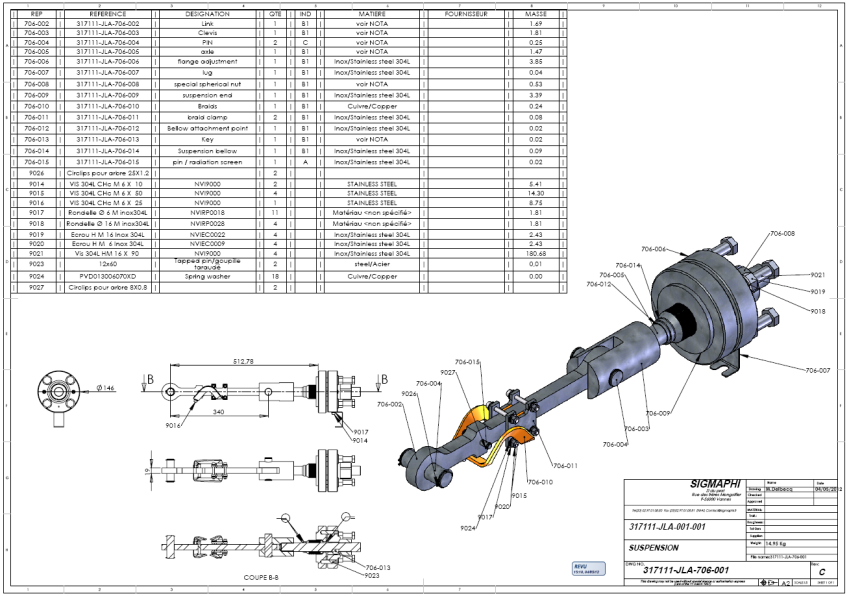 REP REFERENCE DESIGNATION QTE IND MATIERE FOURNISSEUR MASSE
706-002 317111-JLA-706-002 Link 1 B1 voir NOTA 1.69
706-003 317111-JLA-706-003 Clevis 1 B1 voir NOTA 1.81
706-004 317111-JLA-706-004 PIN 2 C voir NOTA 0.25
706-005 317111-JLA-706-005 axle 1 B1 voir NOTA 1.47
706-006 317111-JLA-706-006 flange adjustment 1 B1 Inox/Stainless steel 304L 3.85
706-007 317111-JLA-706-007 lug 1 B1 Inox/Stainless steel 304L 0.04
706-008 317111-JLA-706-008 special spherical nut 1 B1 voir NOTA 0.53
706-009 317111-JLA-706-009 suspension end 1 B1 Inox/Stainless steel 304L 3.39
706-010 317111-JLA-706-010 Braids 1 B1 Cuivre/Copper 0.24
706-011 317111-JLA-706-011 braid clamp 2 B1 Inox/Stainless steel 304L 0.08
706-012 317111-JLA-706-012 Bellow attachment point 1 B1 Inox/Stainless steel 304L 0.02
706-013 317111-JLA-706-013 Key 1 B1 voir NOTA 0.02
706-014 317111-JLA-706-014 Suspension bellow 1 B1 Inox/Stainless steel 304L 0.09
706-015 317111-JLA-706-015 pin / radiation screen 1 A Inox/Stainless steel 304L 0.02
9026 Circlips pour arbre 25X1,2 2
9014 VIS 304L CHc M 6 X 10 NVI9000 2 STAINLESS STEEL 5.41
9015 VIS 304L CHc M 6 X 50 NVI9000 4 STAINLESS STEEL 14.30
9016 VIS 304L CHc M 6 X 25 NVI9000 1 STAINLESS STEEL 8.75
9017 Rondelle Ø 6 M inox304L NVIRP0018 11 Matériau <non spécifié> 1.81
9018 Rondelle Ø 16 M inox304L NVIRP0028 4 Matériau <non spécifié> 1.81
9019 Ecrou H M 16 Inox 304L NVIEC0022 4 Inox/Stainless steel 304L 2.43
9020 Ecrou H M 6 Inox 304L NVIEC0009 4 Inox/Stainless steel 304L 2.43
9021 Vis 304L HM 16 X 90 NVI9000 4 Inox/Stainless steel 304L 180.68
9023 12x60 Tapped pin/goupille taraudé 2 steel/Acier 0.01
9024 PVD013006070XD Spring washer 18 Cuivre/Copper 0.00
9027 Circlips pour arbre 8X0,8 2
706-008
706-006
706-014
706-005
706-012
9021
9019
9018
706-007
706-009
706-003
706-004
512,78
B B
Ø 146
340
9016
9017
9014
19
706-015
9027
706-004
9026
706-002
706-011
706-010
9015
9020
9017
9024
706-013
9023
COUPE B-B
SIGMAPHI
F-56000 Vannes
317111-JLA-001-001
SUSPENSION
Weight 14,95 Kg
DWG NO.
317111-JLA-706-001
C
A2